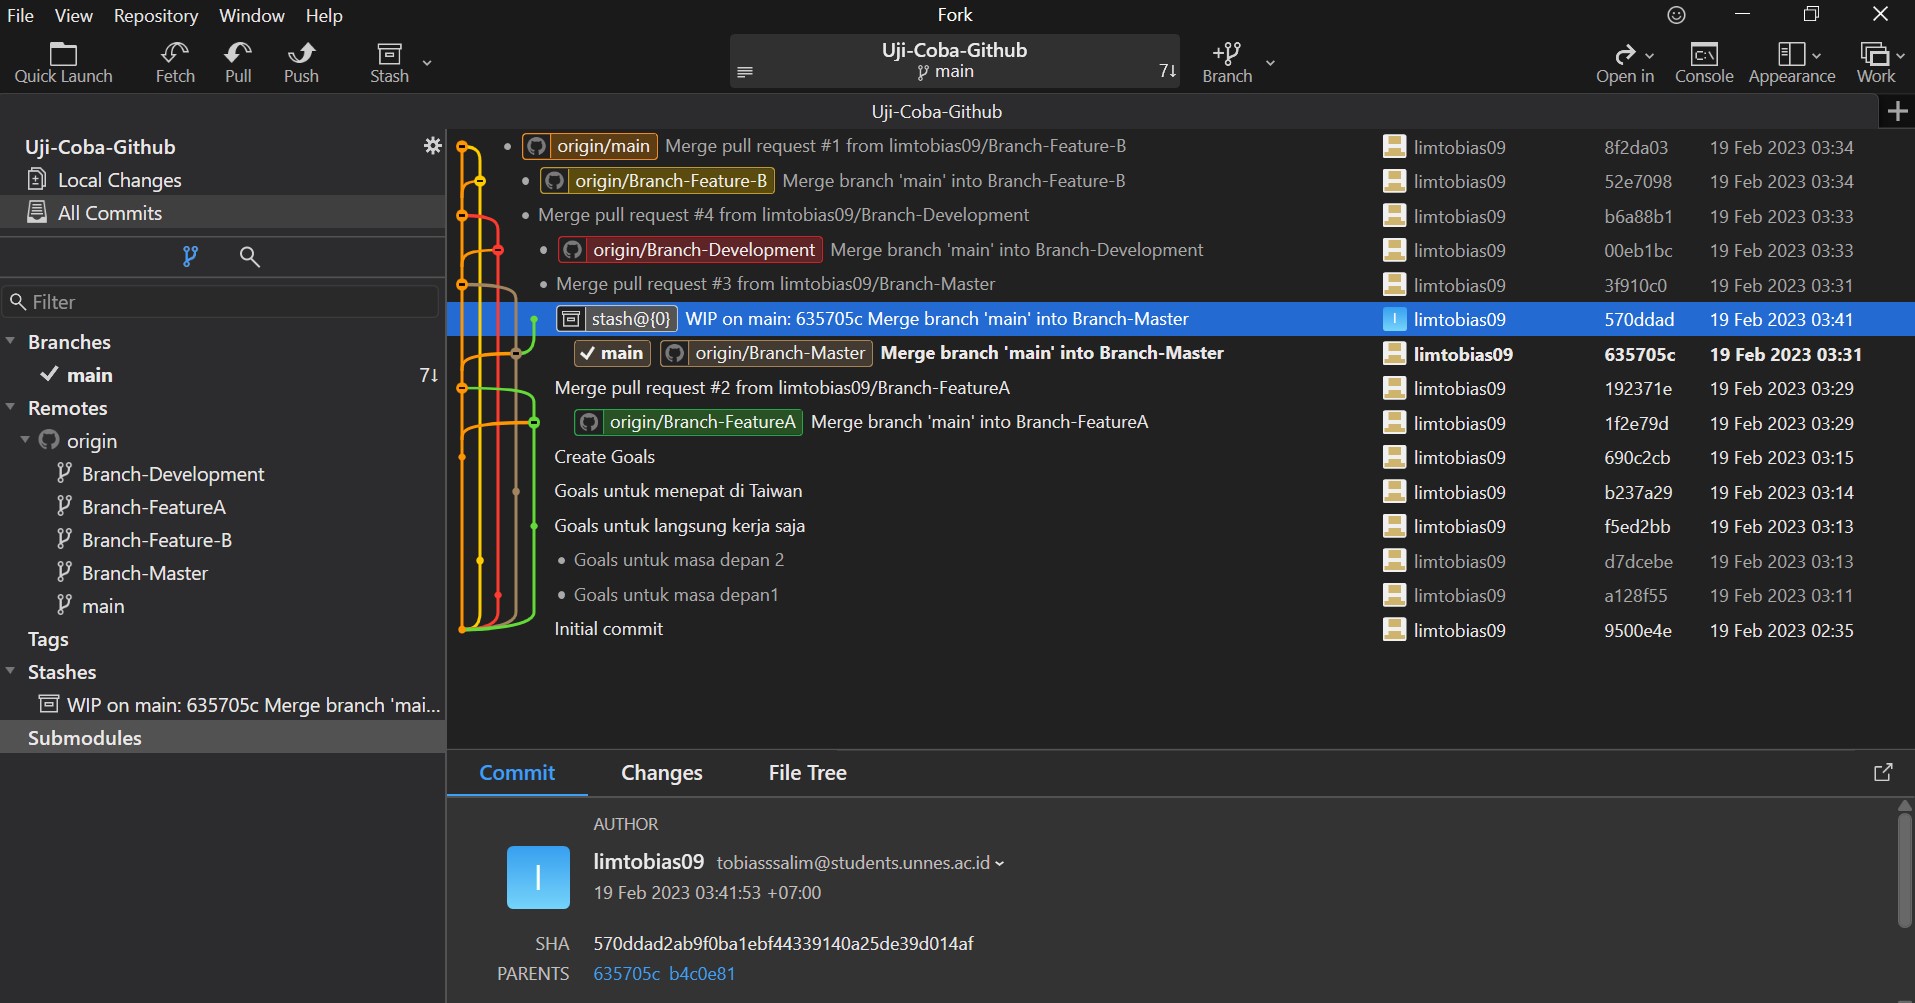 File View Repository Window Help Fork
Quick Launch Fetch Pull Push Stash
Uji-Coba-Github
main 7↓
Branch
Open in Console Appearance Work
Uji-Coba-Github
Uji-Coba-Github
Local Changes
All Commits
Filter
Branches
main 7↓
Remotes
origin
Branch-Development
Branch-FeatureA
Branch-Feature-B
Branch-Master
main
Tags
Stashes
WIP on main: 635705c Merge branch 'mai...
Submodules
origin/main Merge pull request #1 from limtobias09/Branch-Feature-B limtobias09 8f2da03 19 Feb 2023 03:34
origin/Branch-Feature-B Merge branch 'main' into Branch-Feature-B limtobias09 52e7098 19 Feb 2023 03:34
Merge pull request #4 from limtobias09/Branch-Development limtobias09 b6a88b1 19 Feb 2023 03:33
origin/Branch-Development Merge branch 'main' into Branch-Development limtobias09 00eb1bc 19 Feb 2023 03:33
Merge pull request #3 from limtobias09/Branch-Master limtobias09 3f910c0 19 Feb 2023 03:31
stash@{0} WIP on main: 635705c Merge branch 'main' into Branch-Master l limtobias09 570ddad 19 Feb 2023 03:41
main origin/Branch-Master Merge branch 'main' into Branch-Master limtobias09 635705c 19 Feb 2023 03:31
Merge pull request #2 from limtobias09/Branch-FeatureA limtobias09 192371e 19 Feb 2023 03:29
origin/Branch-FeatureA Merge branch 'main' into Branch-FeatureA limtobias09 1f2e79d 19 Feb 2023 03:29
Create Goals limtobias09 690c2cb 19 Feb 2023 03:15
Goals untuk menepat di Taiwan limtobias09 b237a29 19 Feb 2023 03:14
Goals untuk langsung kerja saja limtobias09 f5ed2bb 19 Feb 2023 03:13
Goals untuk masa depan 2 limtobias09 d7dcebe 19 Feb 2023 03:13
Goals untuk masa depan1 limtobias09 a128f55 19 Feb 2023 03:11
Initial commit limtobias09 9500e4e 19 Feb 2023 02:35
Commit Changes File Tree
AUTHOR
l limtobias09 tobiasssalim@students.unnes.ac.id
19 Feb 2023 03:41:53 +07:00
SHA 570ddad2ab9f0ba1ebf44339140a25de39d014af
PARENTS 635705c b4c0e81